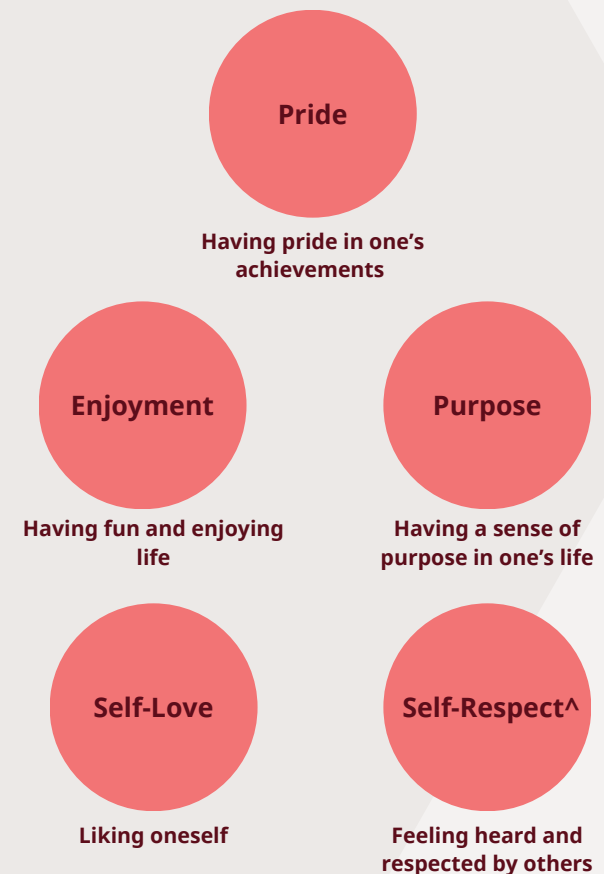 Pride
Having pride in one’s
achievements
Enjoyment
Having fun and enjoying
life
Purpose
Having a sense of
purpose in one’s life
Self-Love
Liking oneself
Self-Respect^
Feeling heard and
respected by others